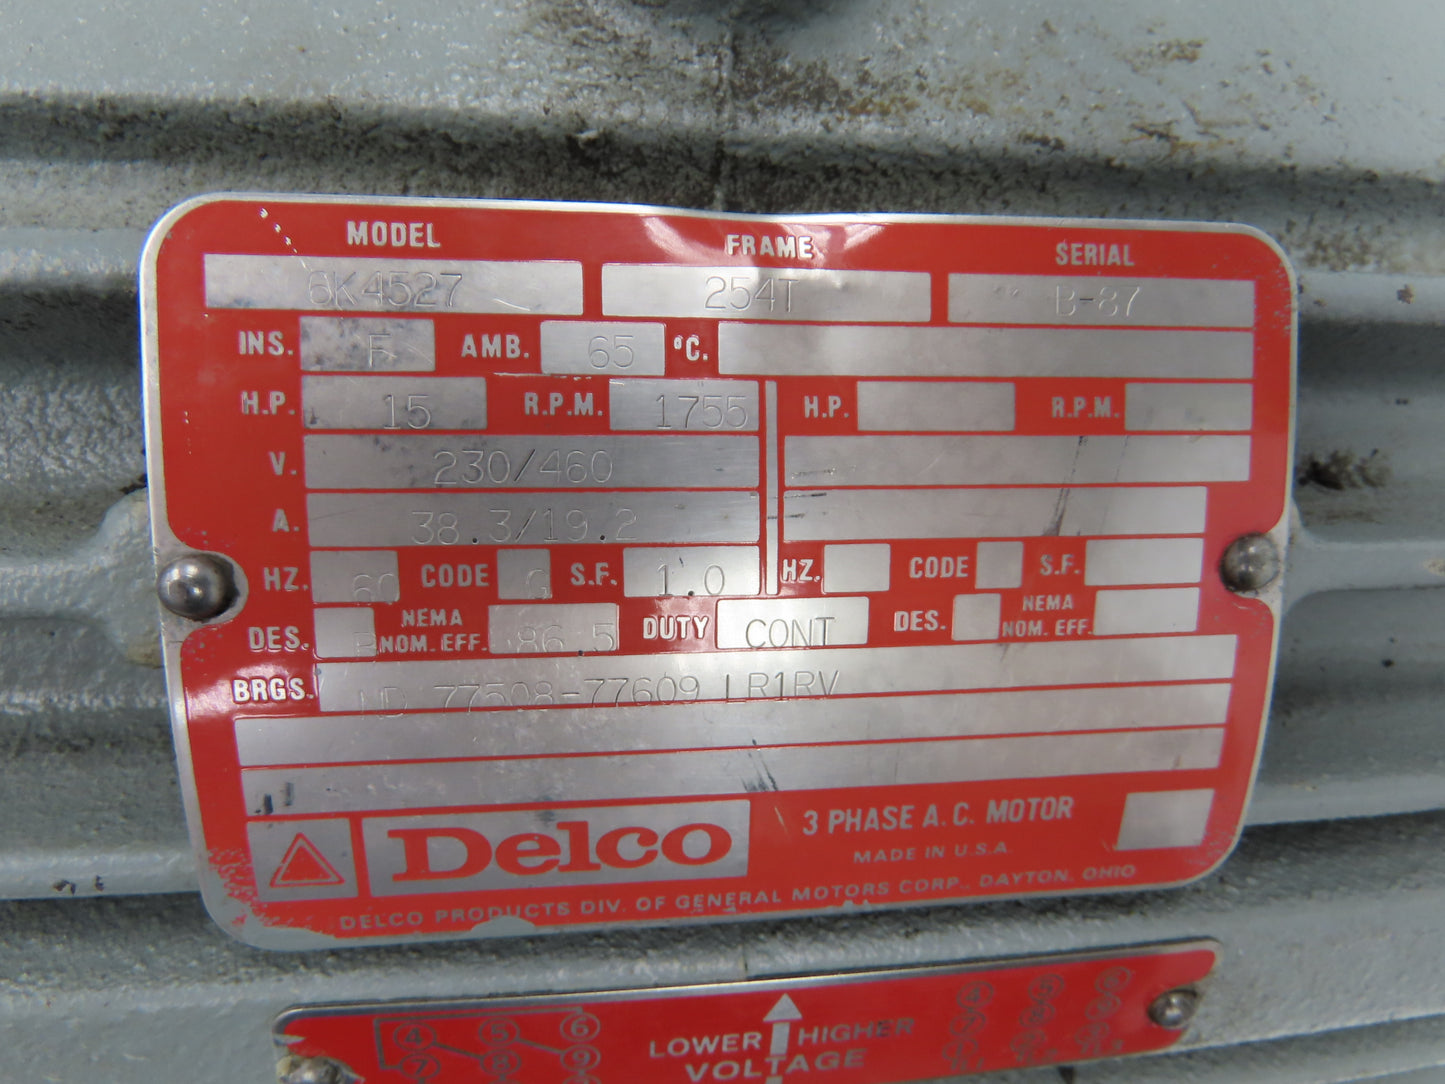 MODEL FRAME SERIAL
6K4527 254T B-87
INS. F AMB. 65 °C.
H.P. 15 R.P.M. 1755 H.P. R.P.M.
V. 230/460
A. 38.3/19.2
HZ. 60 CODE G S.F. 1.0 HZ. CODE S.F.
DES. B NEMA NOM. EFF. 86.5 DUTY CONT DES. NEMA NOM. EFF.
BRGS. ND 77508-77609 LR1RV
Delco 3 PHASE A.C. MOTOR
MADE IN U.S.A.
DELCO PRODUCTS DIV. OF GENERAL MOTORS CORP., DAYTON, OHIO
4 5 6
7 8 9
LOWER HIGHER
VOLTAGE
4 5 6